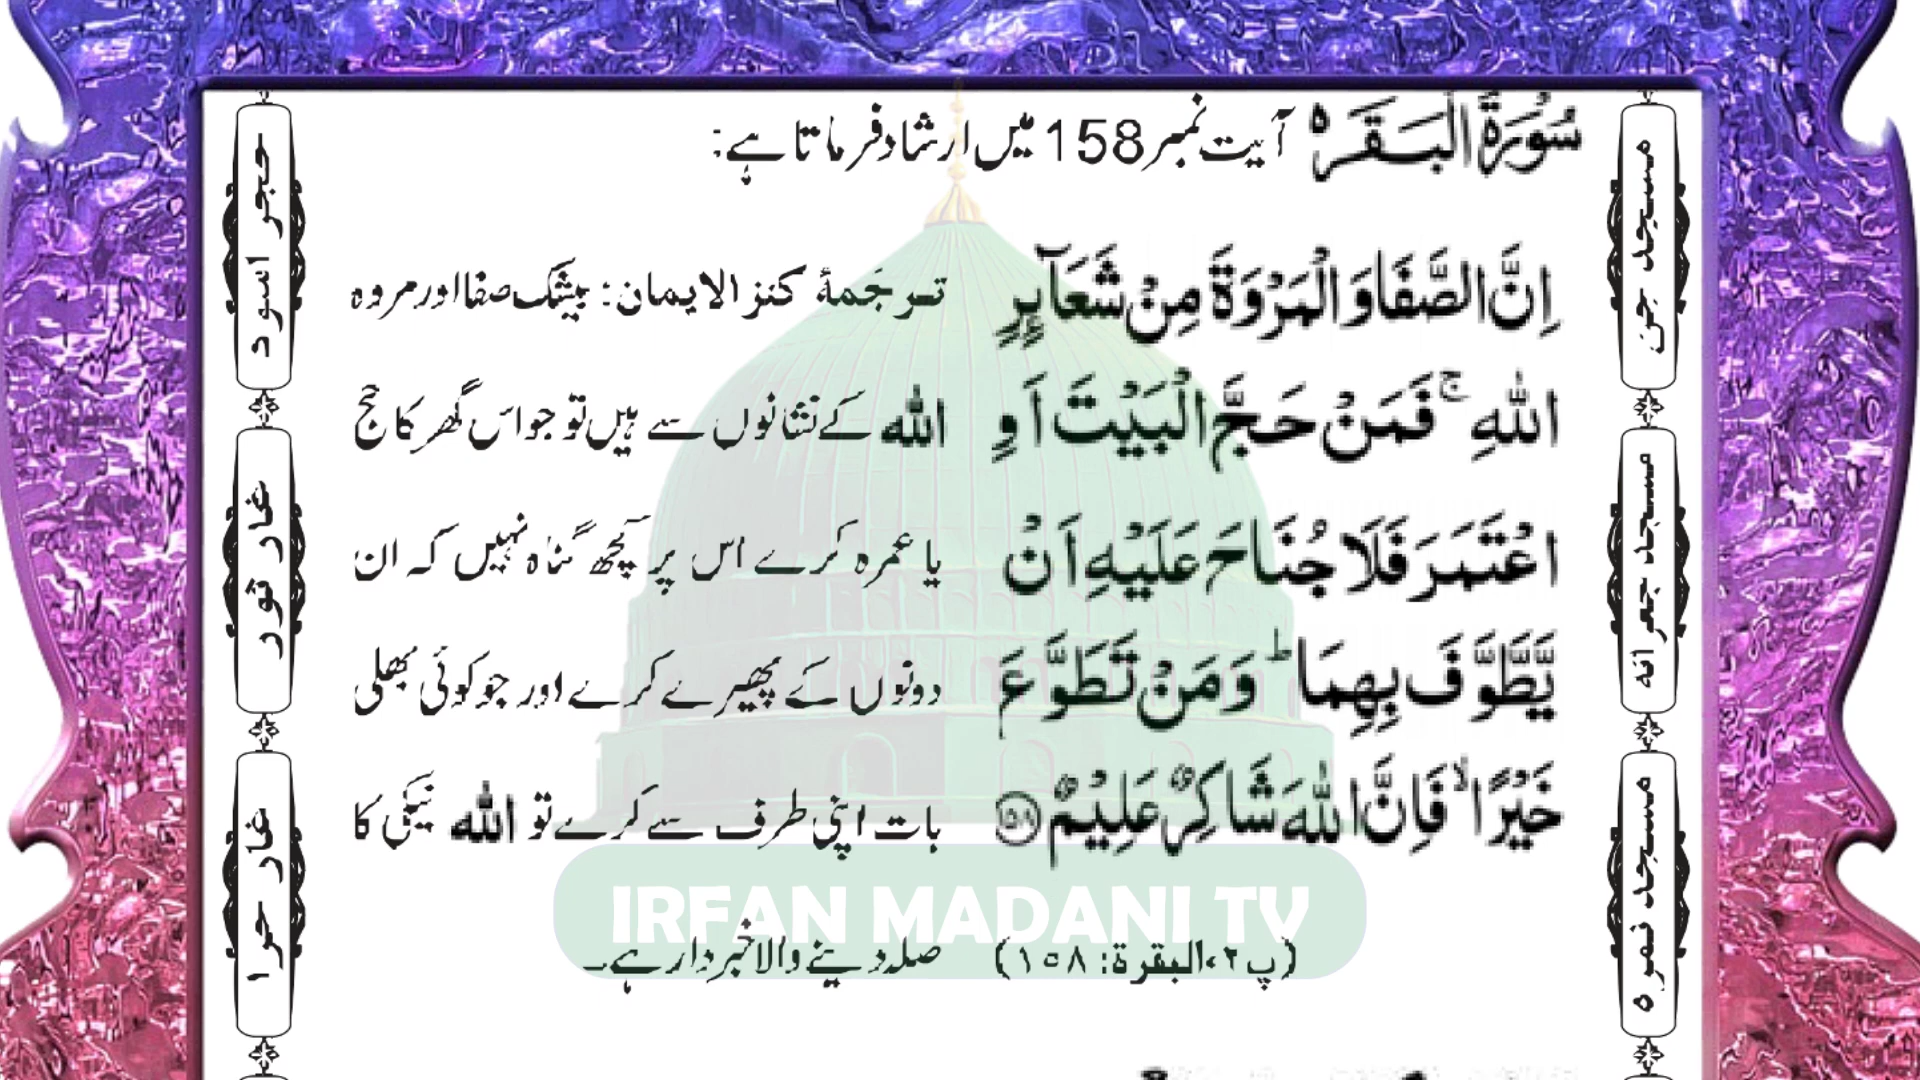 سُوْرَۃُ الْبَقَرَہ آیت نمبر 158 میں ارشاد فرماتا ہے:
اِنَّ الصَّفَا وَ الْمَرْوَةَ مِنْ شَعَآىِٕرِ
اللّٰهِۚ فَمَنْ حَجَّ الْبَیْتَ اَوِ
اعْتَمَرَ فَلَا جُنَاحَ عَلَیْهِ اَنْ
یَّطَّوَّفَ بِهِمَاؕ وَ مَنْ تَطَوَّعَ
خَیْرًاۙ فَاِنَّ اللّٰهَ شَاكِرٌ عَلِیْمٌ ﴿۱۵۸﴾
(پ۲، البقرۃ: ۱۵۸)
ترجَمۂ کنز الایمان: بیشک صفا اور مروہ
اللہ کے نشانوں سے ہیں تو جو اس گھر کا حج
یا عمرہ کرے اس پر کچھ گناہ نہیں کہ ان
دونوں کے پھیرے کرے اور جو کوئی بھلی
بات اپنی طرف سے کرے تو اللہ نیکی کا
صلہ دینے والا خبردار ہے۔
IRFAN MADANI TV
مسجد جن
مسجد جعرانہ
مسجد نمرہ
حجر اسود
غار ثور
غار حرا